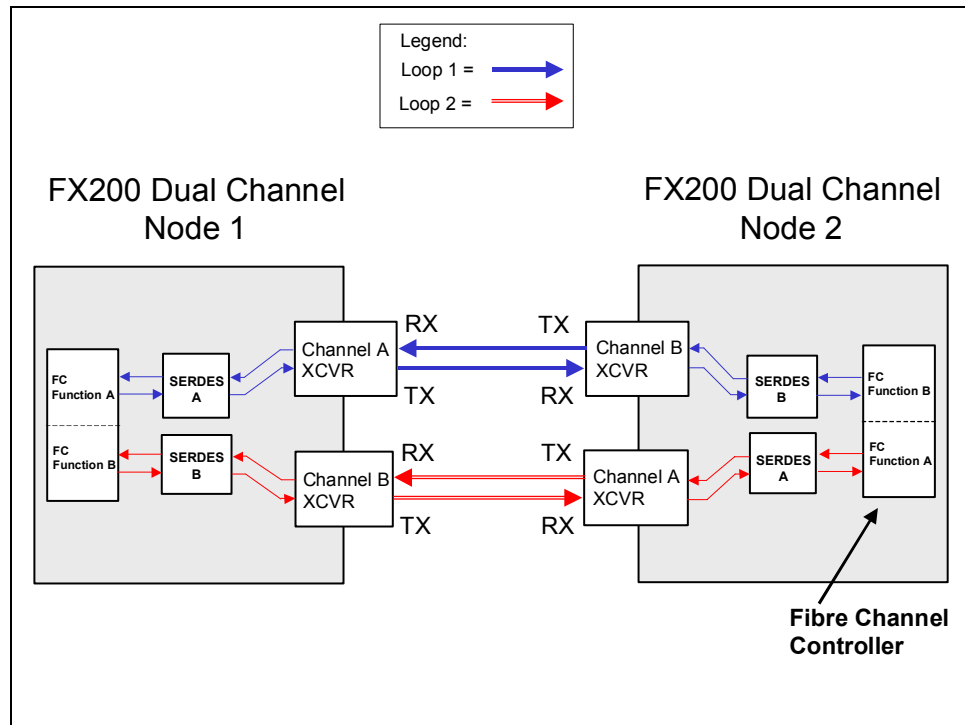 Legend:
Loop 1 =
Loop 2 =
FX200 Dual Channel
Node 1
FX200 Dual Channel
Node 2
RX
TX
Channel A
XCVR
Channel B
XCVR
TX
RX
FC
Function A
SERDES
A
SERDES
B
FC
Function B
FC
Function B
SERDES
B
RX
TX
Channel B
XCVR
Channel A
XCVR
TX
RX
SERDES
A
FC
Function A
Fibre Channel
Controller